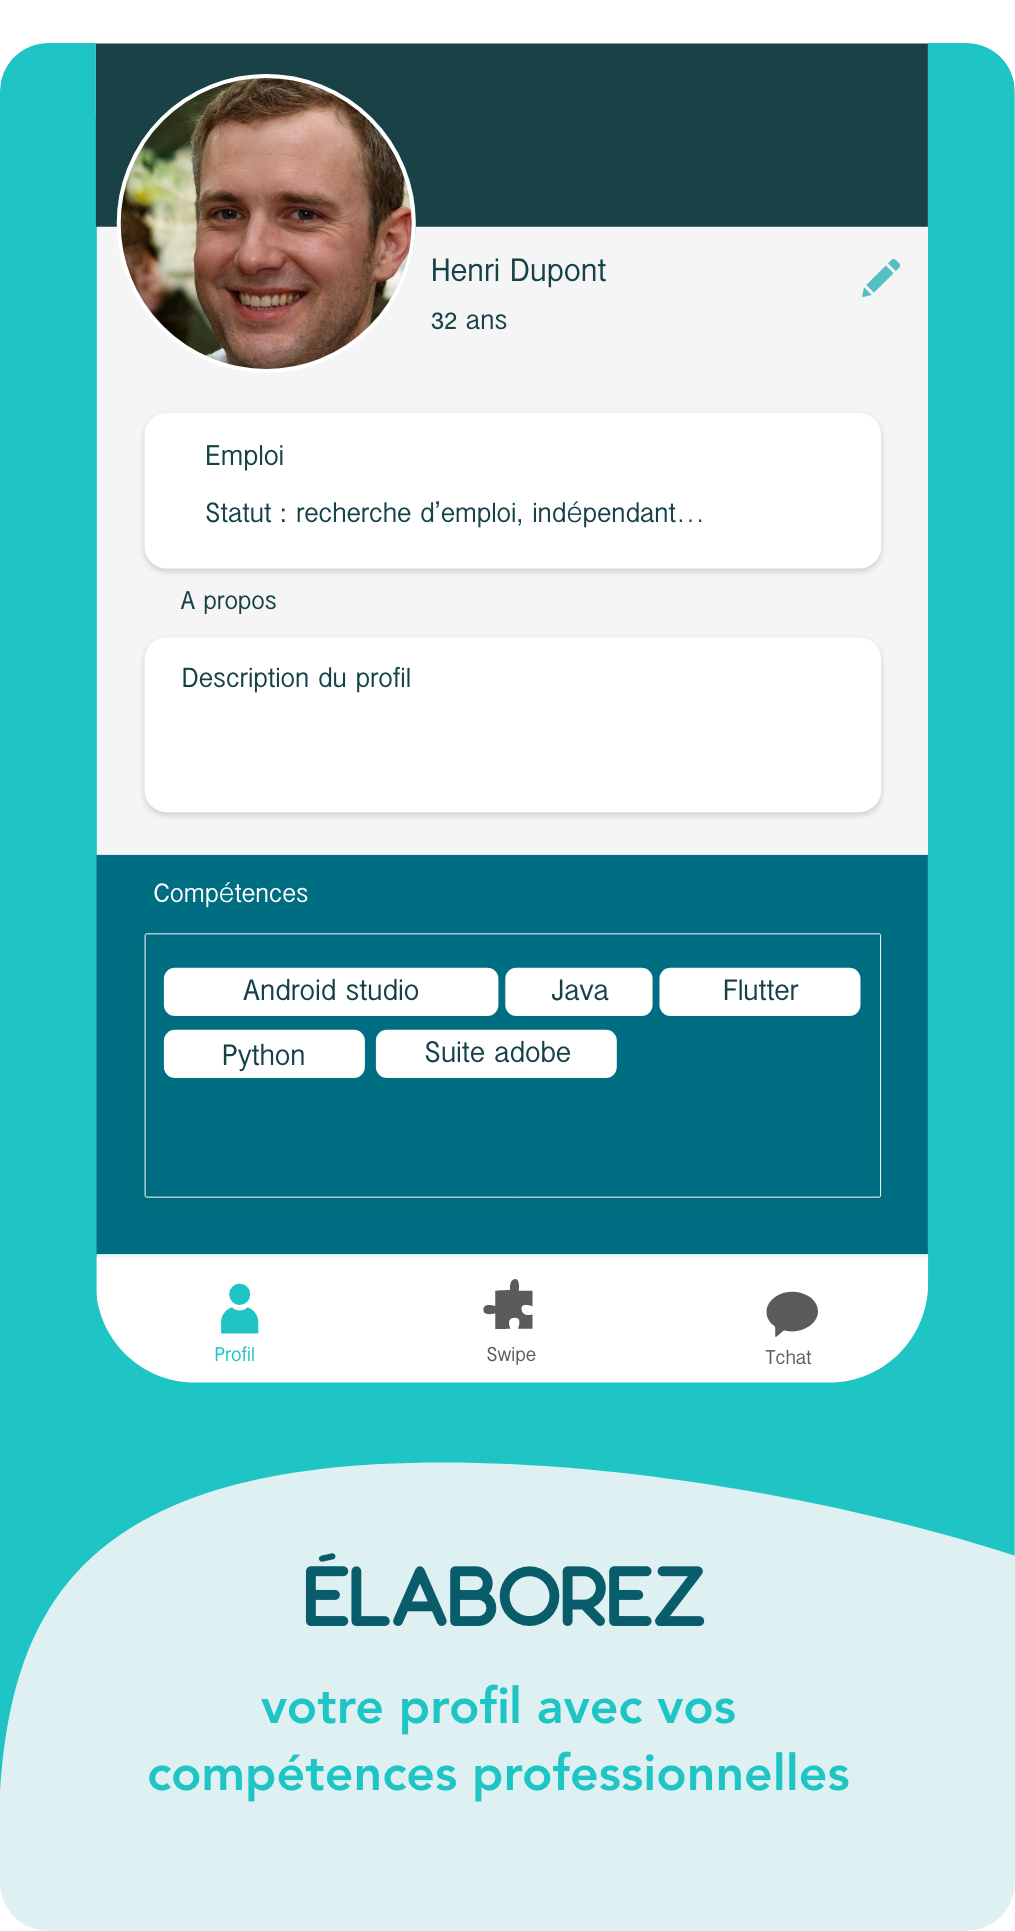 Henri Dupont
32 ans
Emploi
Statut : recherche d’emploi, indépendant…
A propos
Description du profil
Compétences
Android studio Java Flutter
Python Suite adobe
Profil Swipe Tchat
ÉLABOREZ
votre profil avec vos
compétences professionnelles